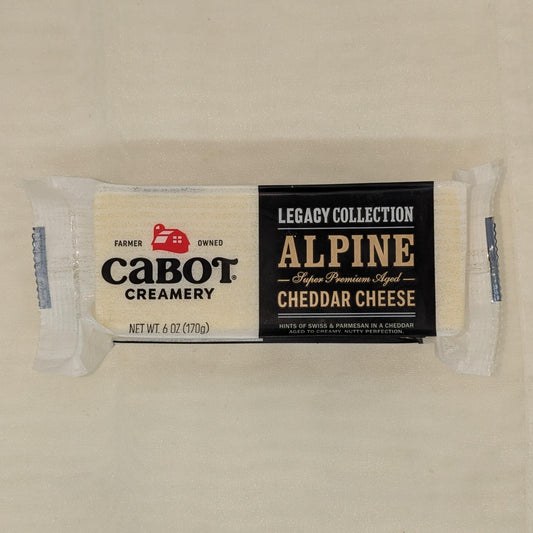 FARMER OWNED
CABOT
CREAMERY
NET WT. 6 OZ (170g)
LEGACY COLLECTION
ALPINE
Super Premium Aged
CHEDDAR CHEESE
HINTS OF SWISS & PARMESAN IN A CHEDDAR
AGED TO CREAMY, NUTTY PERFECTION.